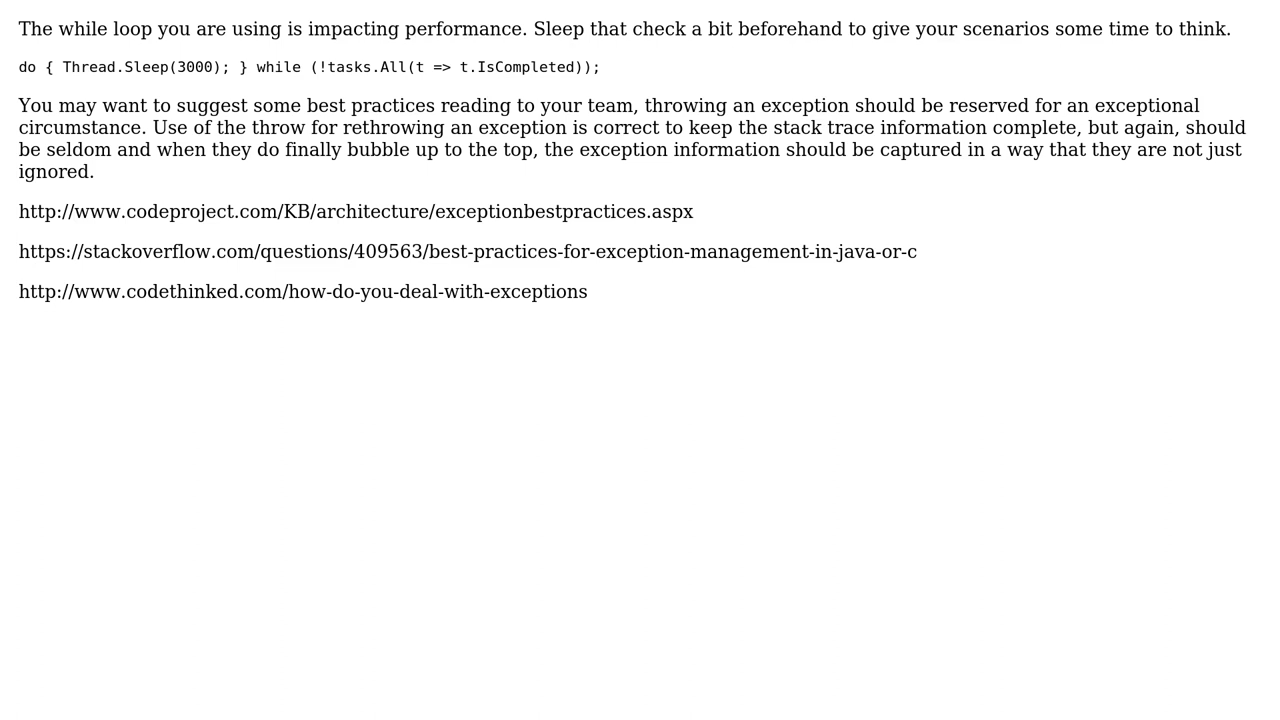 The while loop you are using is impacting performance. Sleep that check a bit beforehand to give your scenarios some time to think.
do { Thread.Sleep(3000); } while (!tasks.All(t => t.IsCompleted));
You may want to suggest some best practices reading to your team, throwing an exception should be reserved for an exceptional
circumstance. Use of the throw for rethrowing an exception is correct to keep the stack trace information complete, but again, should
be seldom and when they do finally bubble up to the top, the exception information should be captured in a way that they are not just
ignored.
http://www.codeproject.com/KB/architecture/exceptionbestpractices.aspx
https://stackoverflow.com/questions/409563/best-practices-for-exception-management-in-java-or-c
http://www.codethinked.com/how-do-you-deal-with-exceptions